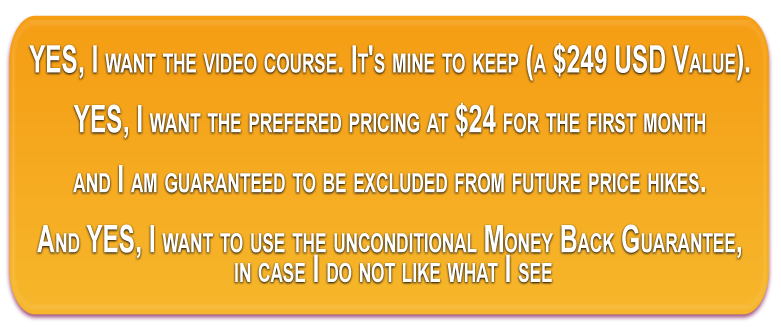 YES, I want the video course. It's mine to keep (a $249 USD Value).
YES, I want the prefered pricing at $24 for the first month
and I am guaranteed to be excluded from future price hikes.
And YES, I want to use the unconditional Money Back Guarantee,
in case I do not like what I see